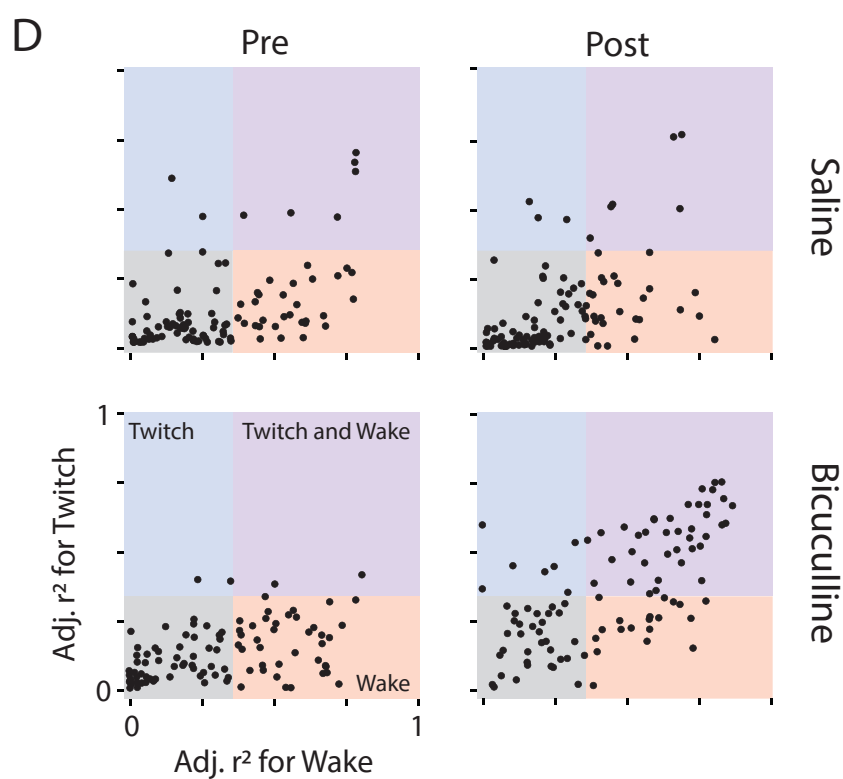 D
Pre
Post
Saline
1
Twitch
Twitch and Wake
Adj. r² for Twitch
Bicuculline
Wake
0
0
1
Adj. r² for Wake